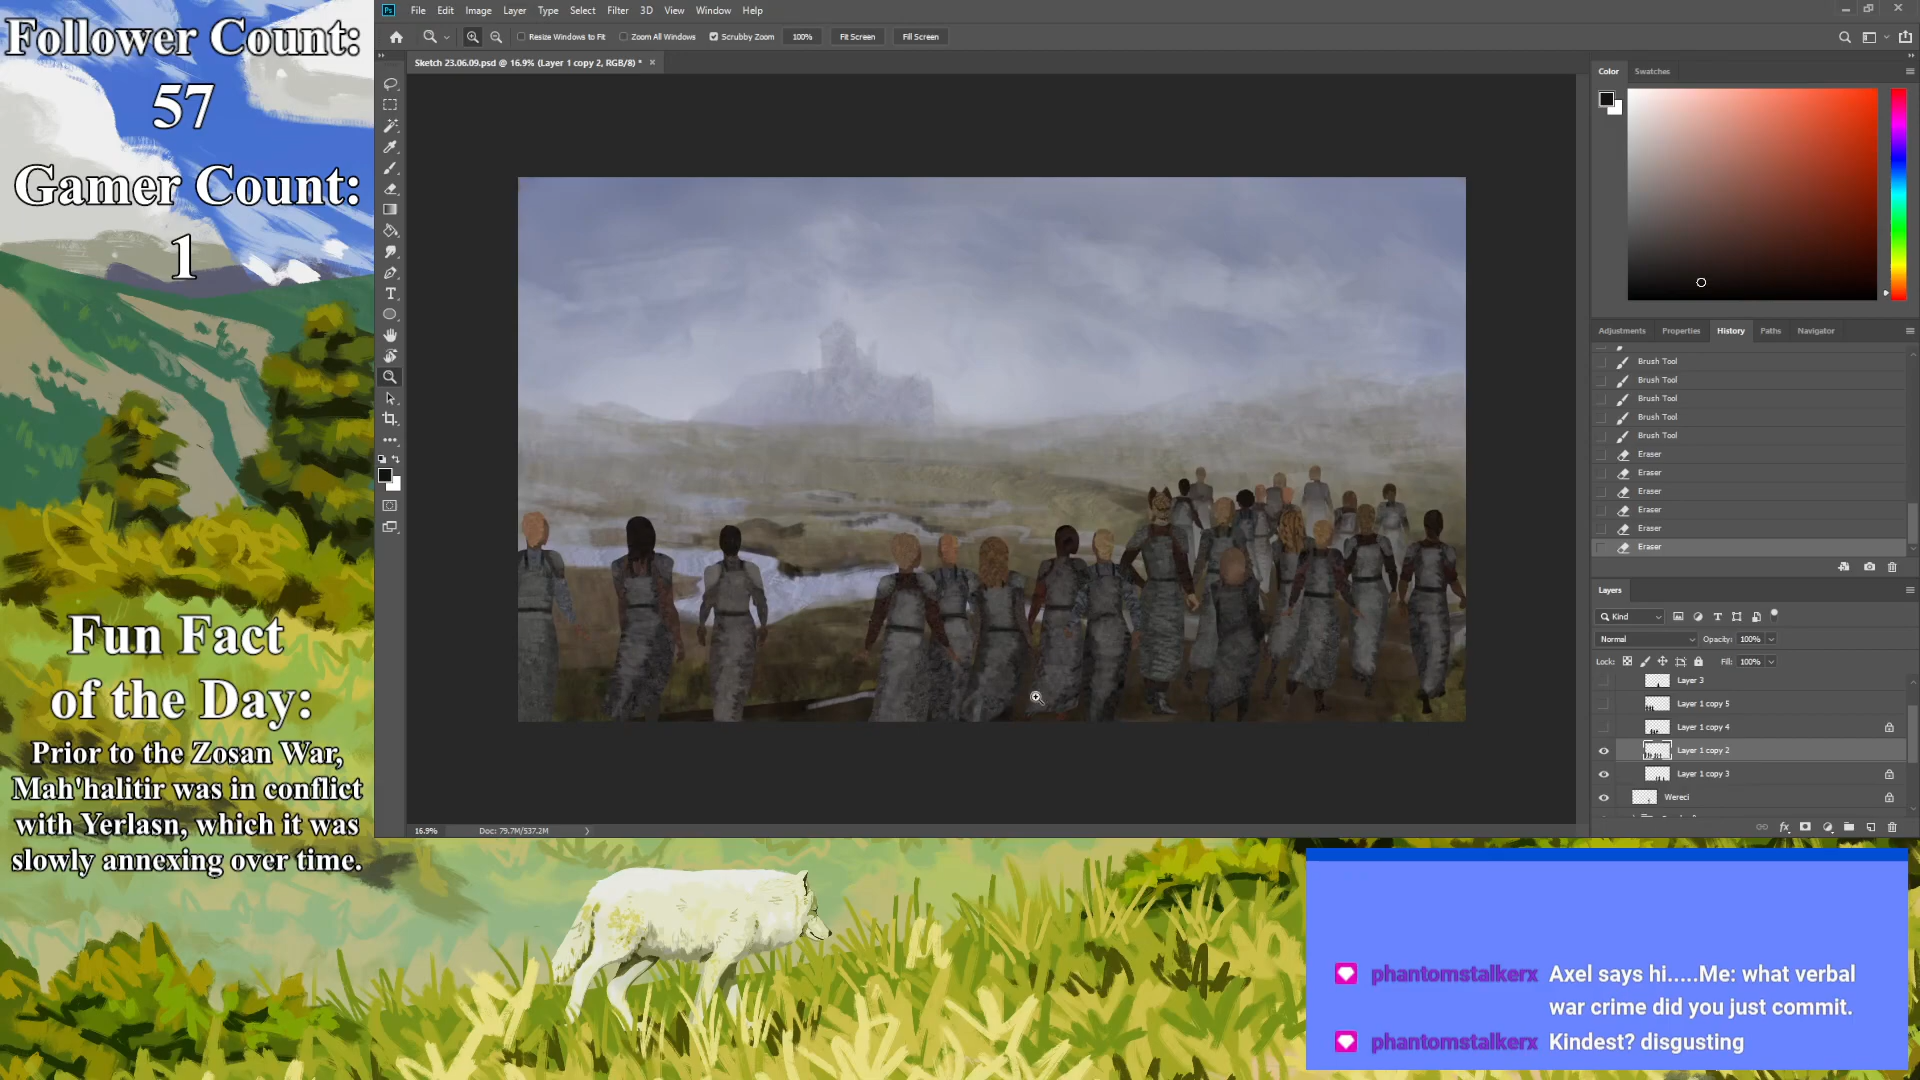 Follower Count:
57
Gamer Count:
1
Fun Fact
of the Day:
Prior to the Zosan War,
Mah'halitir was in conflict
with Yerlasn, which it was
slowly annexing over time.
Ps File Edit Image Layer Type Select Filter 3D View Window Help
Resize Windows to Fit Zoom All Windows Scrubby Zoom 100% Fit Screen Fill Screen
Sketch 23.06.09.psd @ 16.9% (Layer 1 copy 2, RGB/8) *
16.9% Doc: 79.7M/537.2M
Color Swatches
Adjustments Properties History Paths Navigator
Brush Tool
Brush Tool
Brush Tool
Brush Tool
Brush Tool
Eraser
Eraser
Eraser
Eraser
Eraser
Eraser
Layers
Kind
Normal Opacity: 100%
Lock: Fill: 100%
Layer 3
Layer 1 copy 5
Layer 1 copy 4
Layer 1 copy 2
Layer 1 copy 3
Wereci
phantomstalkerx Axel says hi.....Me: what verbal
war crime did you just commit.
phantomstalkerx Kindest? disgusting